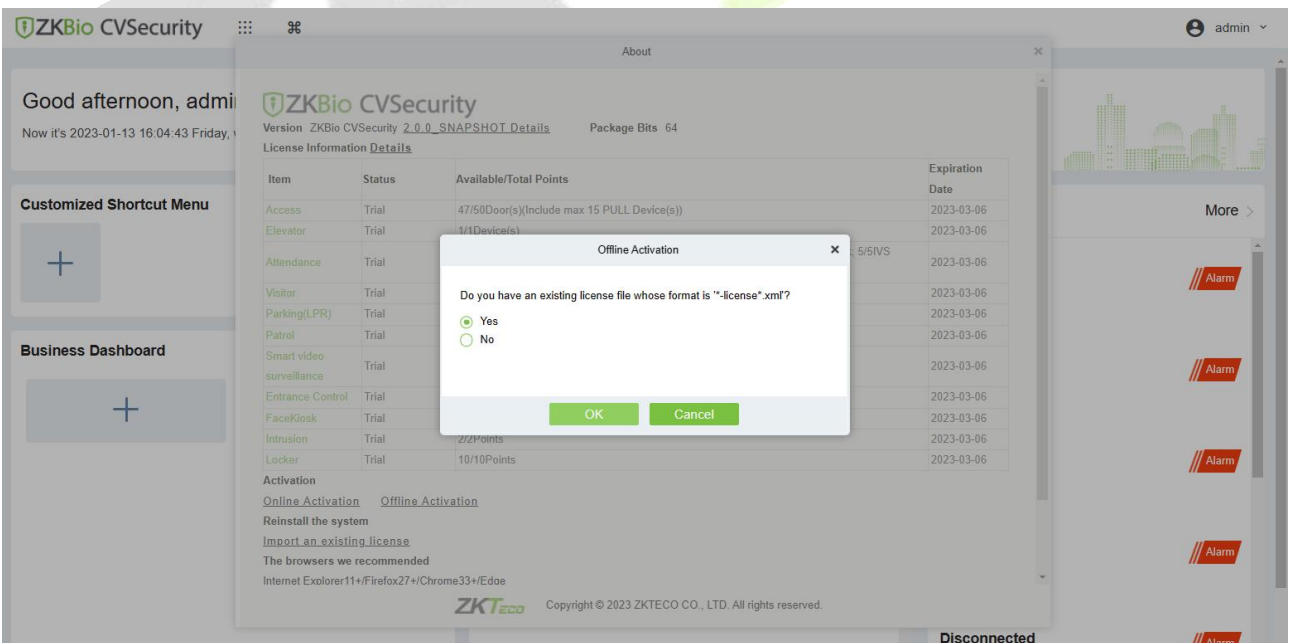 ZKBio CVSecurity
admin
About
Good afternoon, admi
Now it's 2023-01-13 16:04:43 Friday,
Customized Shortcut Menu
Business Dashboard
ZKBio CVSecurity
Version ZKBio CVSecurity 2.0.0_SNAPSHOT Details Package Bits 64
License Information Details
Item Status Available/Total Points Expiration Date
Access Trial 47/50Door(s)(Include max 15 PULL Device(s)) 2023-03-06
Elevator Trial 1/1Device(s) 2023-03-06
Attendance Trial 5/5IVS 2023-03-06
Visitor Trial 2023-03-06
Parking(LPR) Trial 2023-03-06
Patrol Trial 2023-03-06
Smart video surveillance Trial 2023-03-06
Entrance Control Trial 2023-03-06
FaceKiosk Trial 2023-03-06
Intrusion Trial 2/2Points 2023-03-06
Locker Trial 10/10Points 2023-03-06
Activation
Online Activation Offline Activation
Reinstall the system
Import an existing license
The browsers we recommended
Internet Explorer11+/Firefox27+/Chrome33+/Edge
ZKTeco Copyright © 2023 ZKTECO CO., LTD. All rights reserved.
Offline Activation
Do you have an existing license file whose format is '*-license*.xml'?
Yes
No
OK Cancel
More
Alarm
Alarm
Alarm
Alarm
Disconnected
Alarm